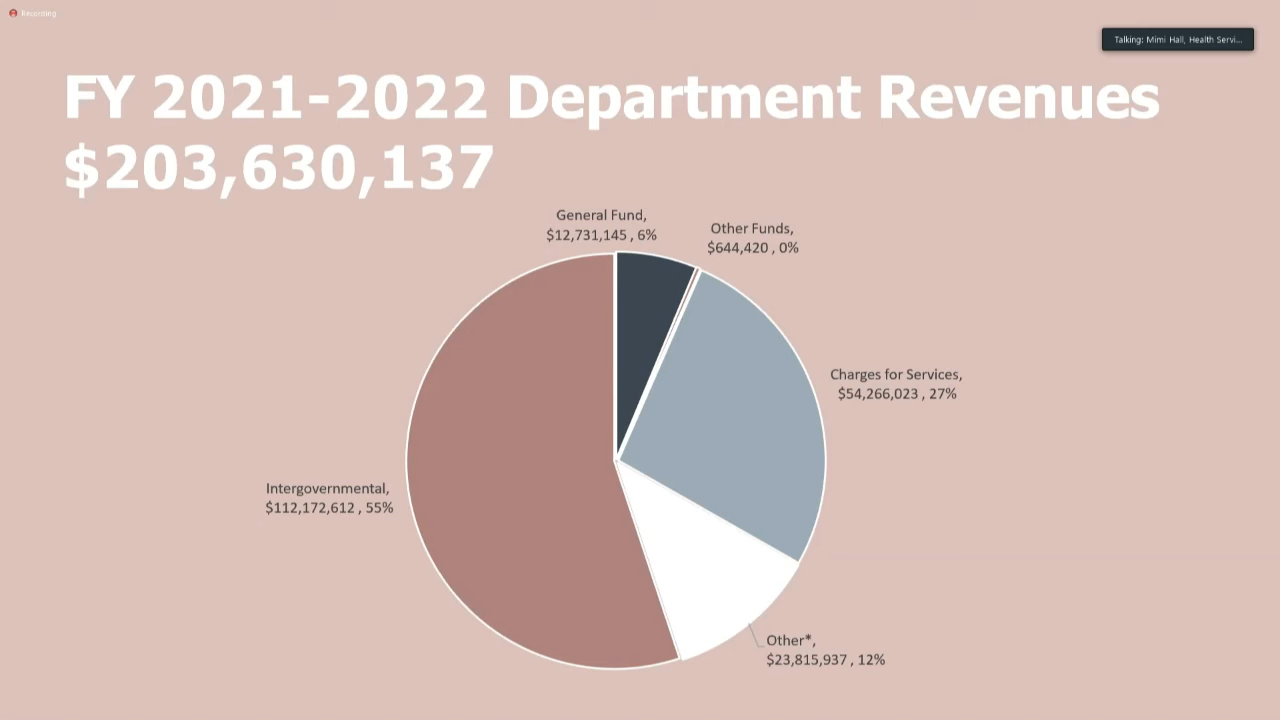 Recording
Talking: Mimi Hall, Health Servi...
FY 2021-2022 Department Revenues
$203,630,137
General Fund,
$12,731,145 , 6%
Other Funds,
$644,420 , 0%
Charges for Services,
$54,266,023 , 27%
Intergovernmental,
$112,172,612 , 55%
Other*,
$23,815,937 , 12%